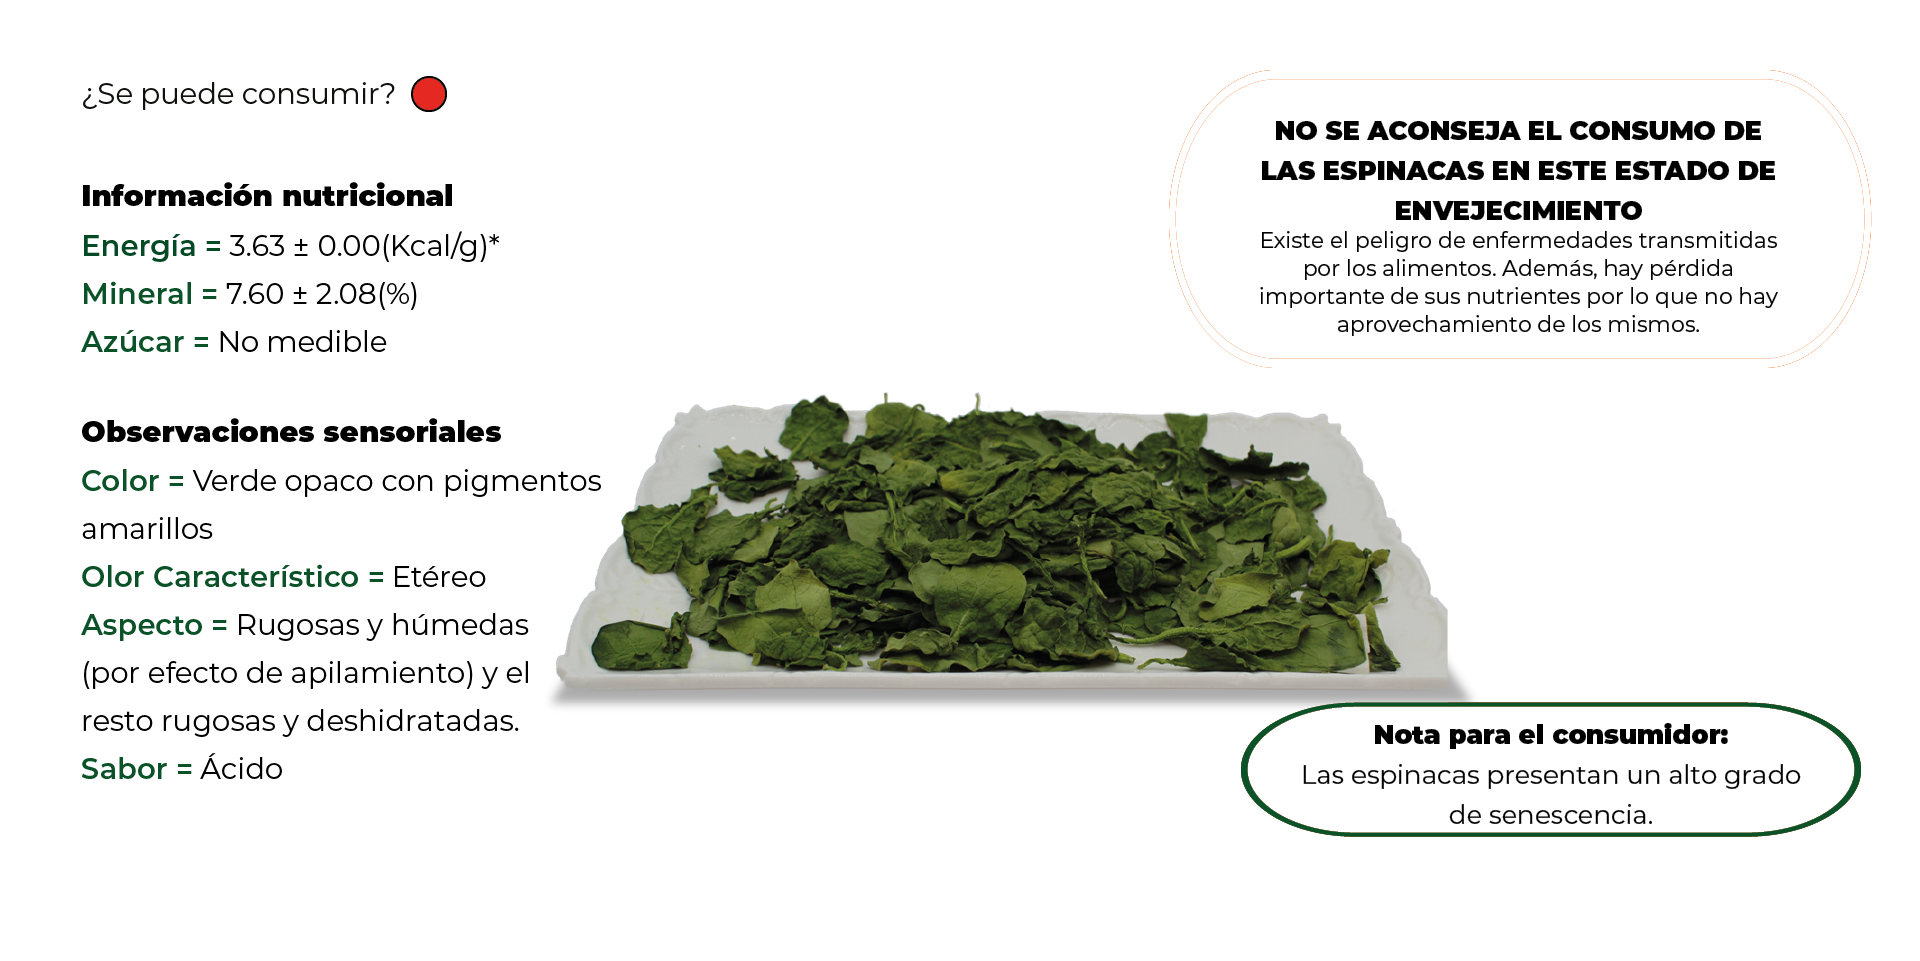 ¿Se puede consumir?
Información nutricional
Energía = 3.63 ± 0.00(Kcal/g)*
Mineral = 7.60 ± 2.08(%)
Azúcar = No medible
Observaciones sensoriales
Color = Verde opaco con pigmentos
amarillos
Olor Característico = Etéreo
Aspecto = Rugosas y húmedas
(por efecto de apilamiento) y el
resto rugosas y deshidratadas.
Sabor = Ácido
NO SE ACONSEJA EL CONSUMO DE
LAS ESPINACAS EN ESTE ESTADO DE
ENVEJECIMIENTO
Existe el peligro de enfermedades transmitidas
por los alimentos. Además, hay pérdida
importante de sus nutrientes por lo que no hay
aprovechamiento de los mismos.
Nota para el consumidor:
Las espinacas presentan un alto grado
de senescencia.